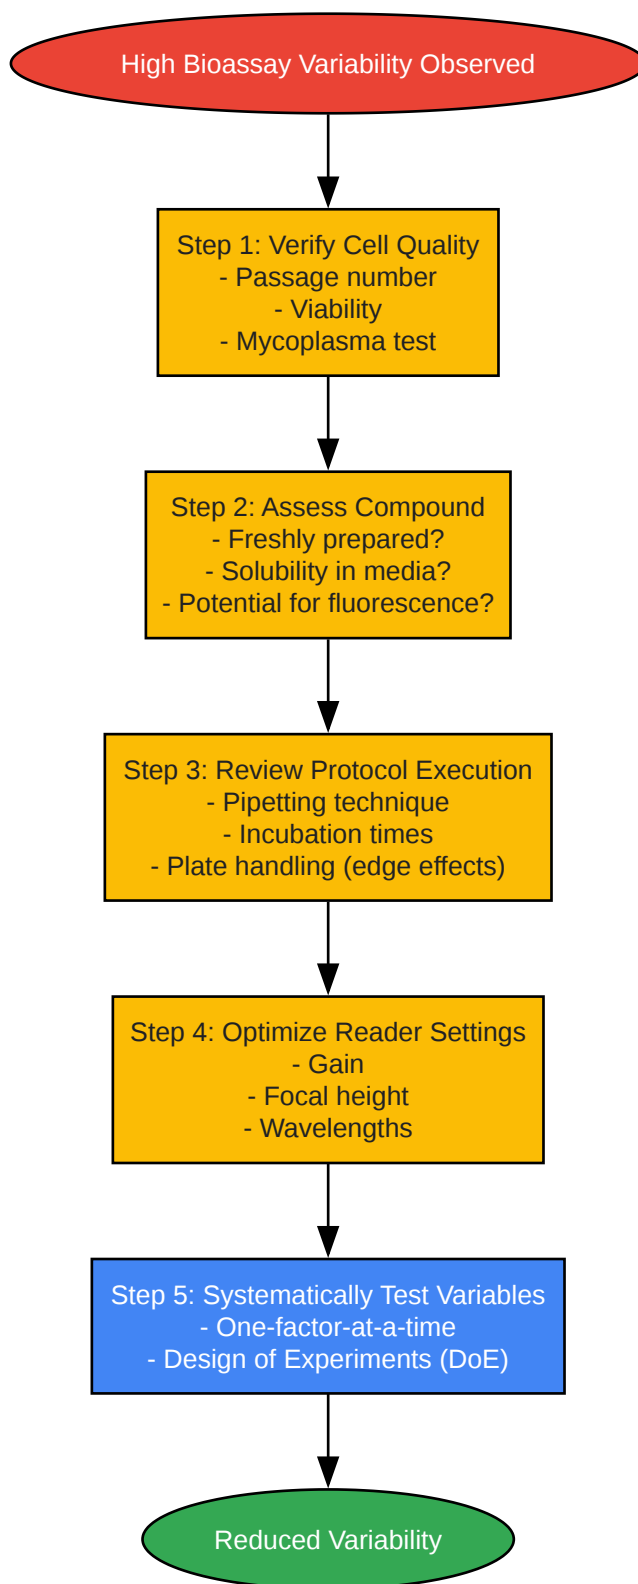 High Bioassay Variability Observed
Step 1: Verify Cell Quality
- Passage number
- Viability
- Mycoplasma test
Step 2: Assess Compound
- Freshly prepared?
- Solubility in media?
- Potential for fluorescence?
Step 3: Review Protocol Execution
- Pipetting technique
- Incubation times
- Plate handling (edge effects)
Step 4: Optimize Reader Settings
- Gain
- Focal height
- Wavelengths
Step 5: Systematically Test Variables
- One-factor-at-a-time
- Design of Experiments (DoE)
Reduced Variability